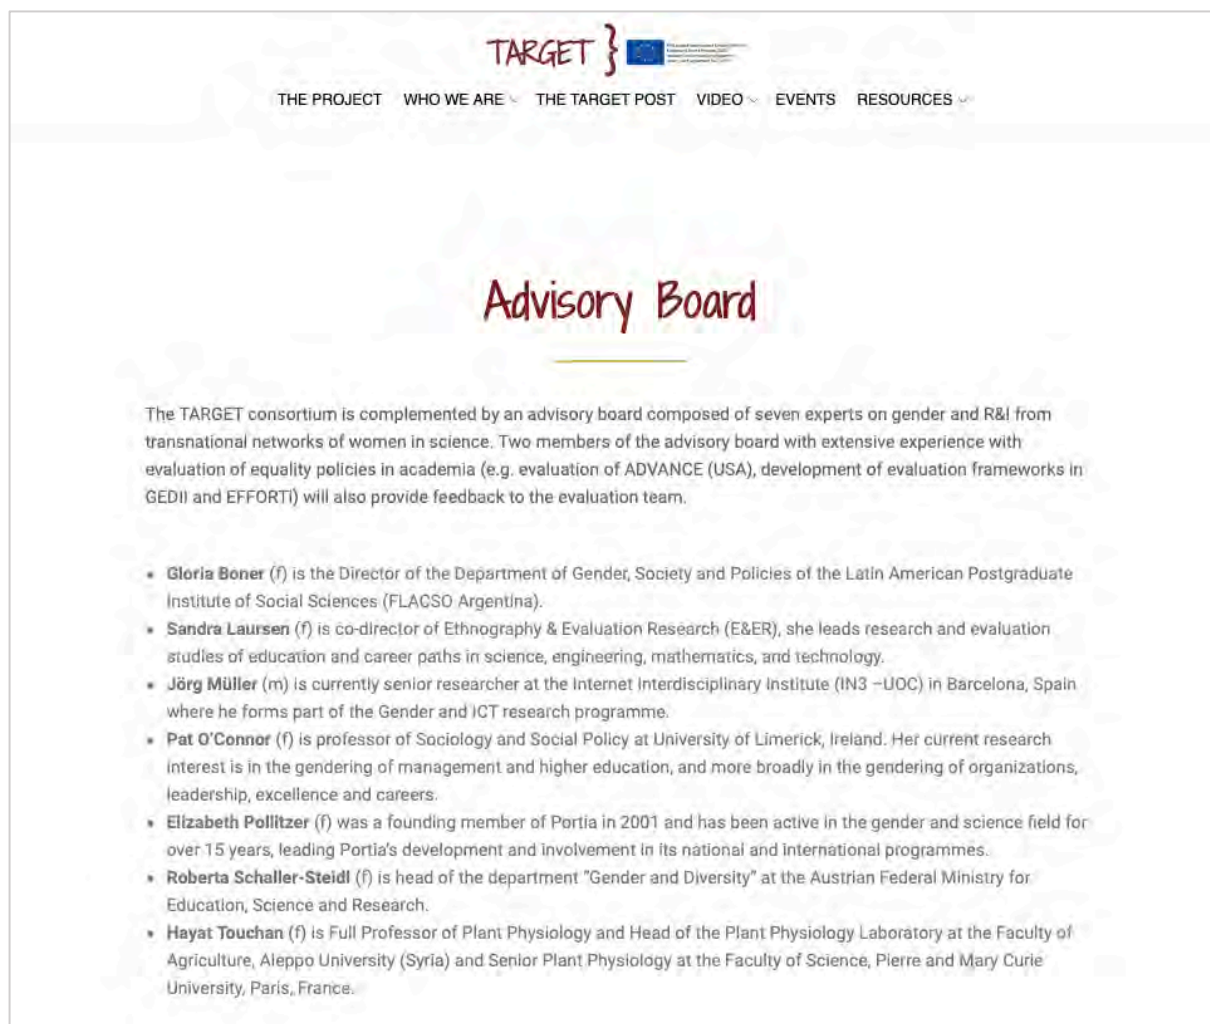 TARGET }
THE PROJECT WHO WE ARE THE TARGET POST VIDEO EVENTS RESOURCES
Advisory Board
The TARGET consortium is complemented by an advisory board composed of seven experts on gender and R&I from
transnational networks of women in science. Two members of the advisory board with extensive experience with
evaluation of equality policies in academia (e.g. evaluation of ADVANCE (USA), development of evaluation frameworks in
GEDII and EFFORTI) will also provide feedback to the evaluation team.
• Gloria Boner (f) is the Director of the Department of Gender, Society and Policies of the Latin American Postgraduate
Institute of Social Sciences (FLACSO Argentina).
• Sandra Laursen (f) is co-director of Ethnography & Evaluation Research (E&ER), she leads research and evaluation
studies of education and career paths in science, engineering, mathematics, and technology.
• Jörg Müller (m) is currently senior researcher at the Internet Interdisciplinary Institute (IN3 –UOC) in Barcelona, Spain
where he forms part of the Gender and ICT research programme.
• Pat O'Connor (f) is professor of Sociology and Social Policy at University of Limerick, Ireland. Her current research
interest is in the gendering of management and higher education, and more broadly in the gendering of organizations,
leadership, excellence and careers.
• Elizabeth Pollitzer (f) was a founding member of Portia in 2001 and has been active in the gender and science field for
over 15 years, leading Portia's development and involvement in its national and international programmes.
• Roberta Schaller-Steidl (f) is head of the department "Gender and Diversity" at the Austrian Federal Ministry for
Education, Science and Research.
• Hayat Touchan (f) is Full Professor of Plant Physiology and Head of the Plant Physiology Laboratory at the Faculty of
Agriculture, Aleppo University (Syria) and Senior Plant Physiology at the Faculty of Science, Pierre and Mary Curie
University, Paris, France.